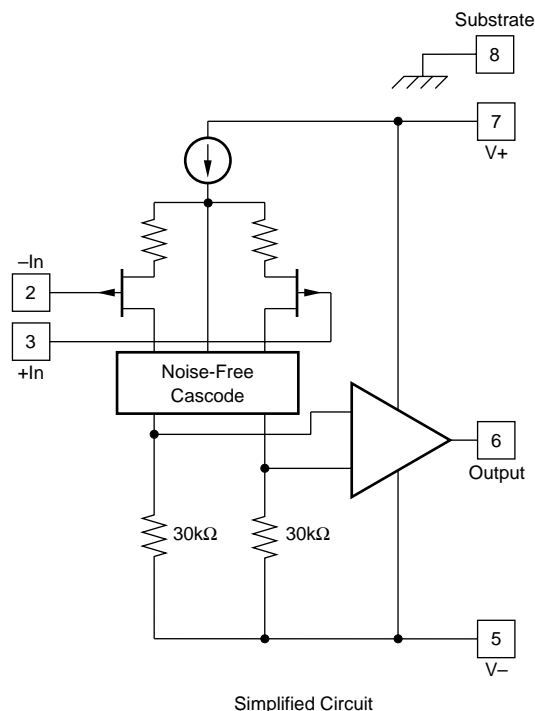 Substrate
8
7
V+
–In
2
3
+In
Noise-Free
Cascode
6
Output
30kΩ
30kΩ
5
V–
Simplified Circuit